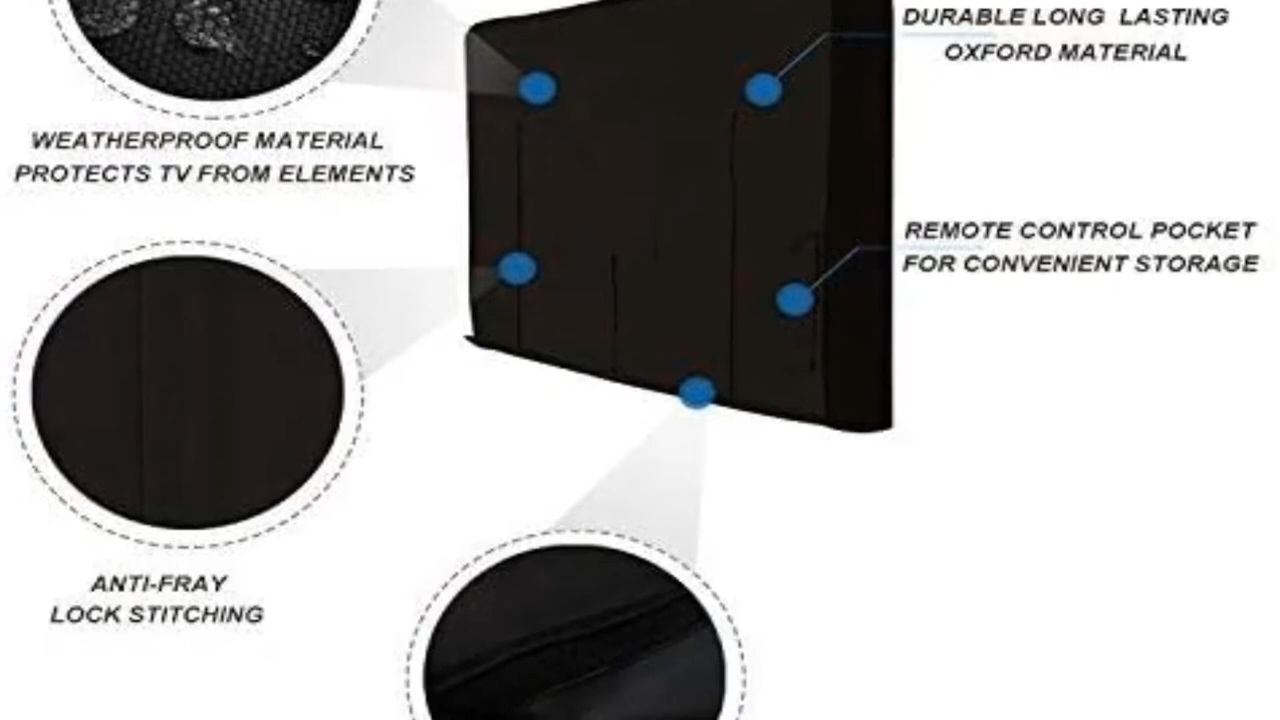 DURABLE LONG LASTING
OXFORD MATERIAL
WEATHERPROOF MATERIAL
PROTECTS TV FROM ELEMENTS
REMOTE CONTROL POCKET
FOR CONVENIENT STORAGE
ANTI-FRAY
LOCK STITCHING